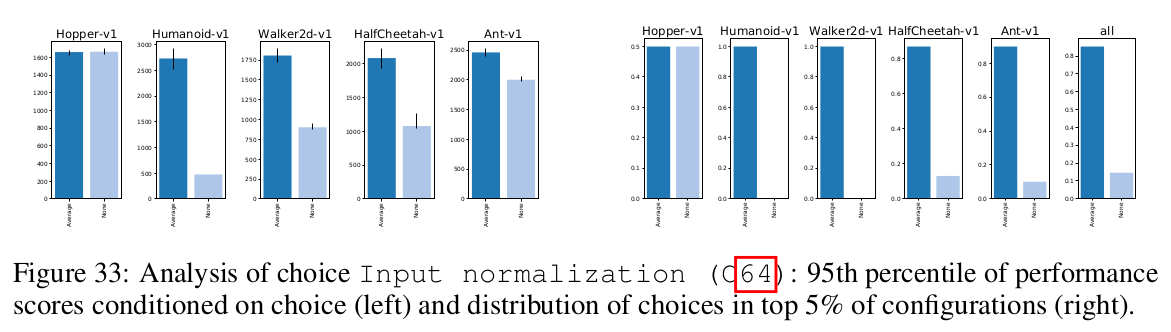 Hopper-v1 Humanoid-v1 Walker2d-v1 HalfCheetah-v1 Ant-v1
1600 1400 1200 1000 800 600 400 200 0
3000 2500 2000 1500 1000 500 0
1750 1500 1250 1000 750 500 250 0
2000 1500 1000 500 0
2500 2000 1500 1000 500 0
Average None Average None Average None Average None Average None
Hopper-v1 Humanoid-v1 Walker2d-v1 HalfCheetah-v1 Ant-v1 all
0.5 0.4 0.3 0.2 0.1 0.0
1.0 0.8 0.6 0.4 0.2 0.0
1.0 0.8 0.6 0.4 0.2 0.0
0.8 0.6 0.4 0.2 0.0
0.8 0.6 0.4 0.2 0.0
0.8 0.7 0.6 0.5 0.4 0.3 0.2 0.1 0.0
Average None Average None Average None Average None Average None Average None
Figure 33: Analysis of choice Input normalization (C64): 95th percentile of performance
scores conditioned on choice (left) and distribution of choices in top 5% of configurations (right).